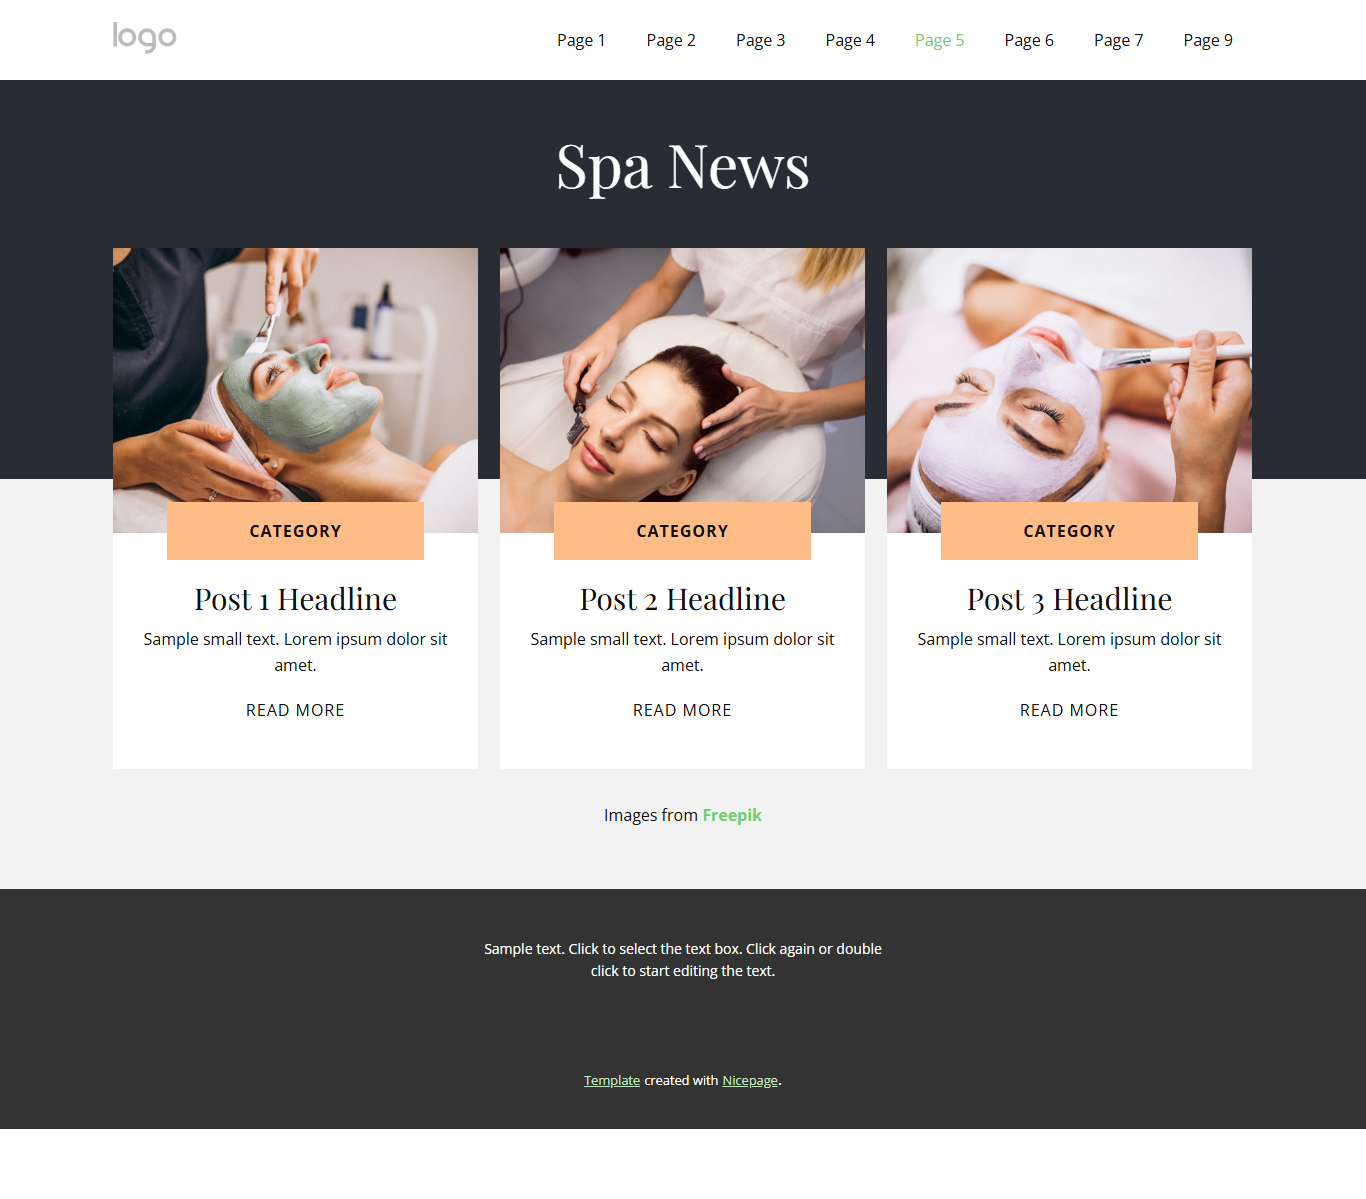 logo
Page 1 Page 2 Page 3 Page 4 Page 5 Page 6 Page 7 Page 9
Spa News
CATEGORY
Post 1 Headline
Sample small text. Lorem ipsum dolor sit
amet.
READ MORE
CATEGORY
Post 2 Headline
Sample small text. Lorem ipsum dolor sit
amet.
READ MORE
CATEGORY
Post 3 Headline
Sample small text. Lorem ipsum dolor sit
amet.
READ MORE
Images from Freepik
Sample text. Click to select the text box. Click again or double
click to start editing the text.
Template created with Nicepage.